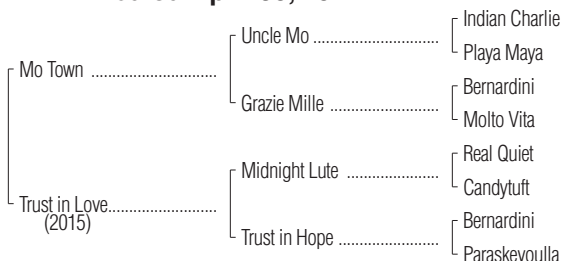 Indian Charlie
Uncle Mo
Playa Maya
Mo Town
Bernardini
Grazie Mille
Molto Vita
Real Quiet
Midnight Lute
Candytuft
Trust in Love
(2015)
Bernardini
Trust in Hope
Paraskevoulla